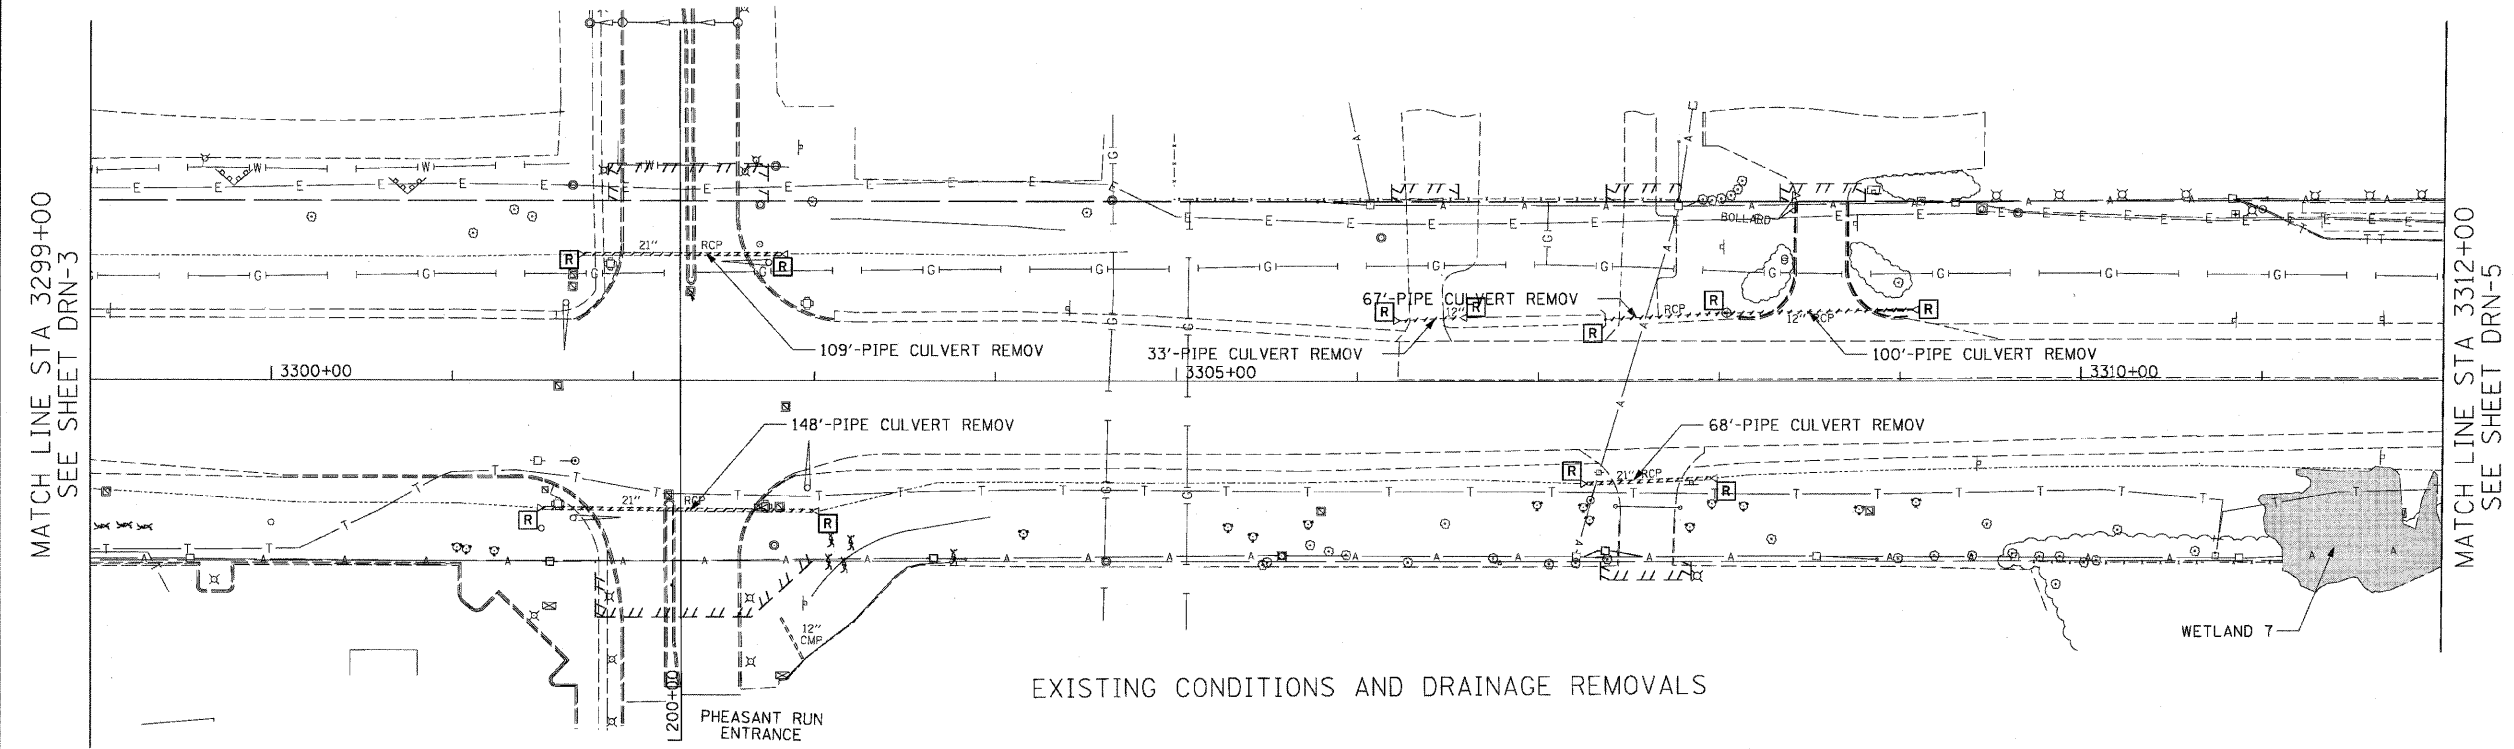 MATCH LINE STA 3299+00
SEE SHEET DRN-3
W
W
E E E E E E E E E E
G
21" RCP
R
R
G G G G G G G G G G G G
BOLLARD
67'-PIPE CULVERT REMOV
R
R
12"
R
RCP
R
12" RCP
R
109'-PIPE CULVERT REMOV
33'-PIPE CULVERT REMOV
100'-PIPE CULVERT REMOV
3300+00
3305+00
3310+00
148'-PIPE CULVERT REMOV
68'-PIPE CULVERT REMOV
R
21" RCP
R
21" RCP
R
R
T T T T T T T T T T
A A A A A A A A A A
12"
CMP
WETLAND 7
EXISTING CONDITIONS AND DRAINAGE REMOVALS
200+00
PHEASANT RUN
ENTRANCE
MATCH LINE STA 3312+00
SEE SHEET DRN-5